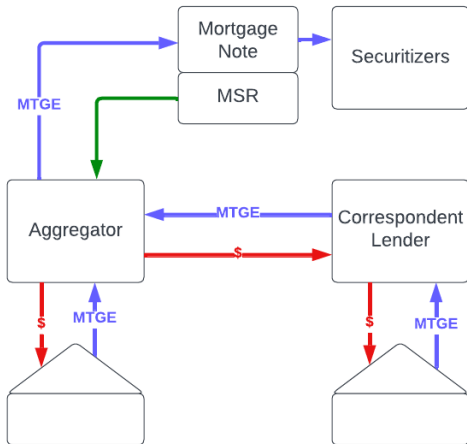 Mortgage
Note
Securitizers
MTGE
MSR
MTGE
Aggregator
Correspondent
Lender
$
$
MTGE
$
MTGE